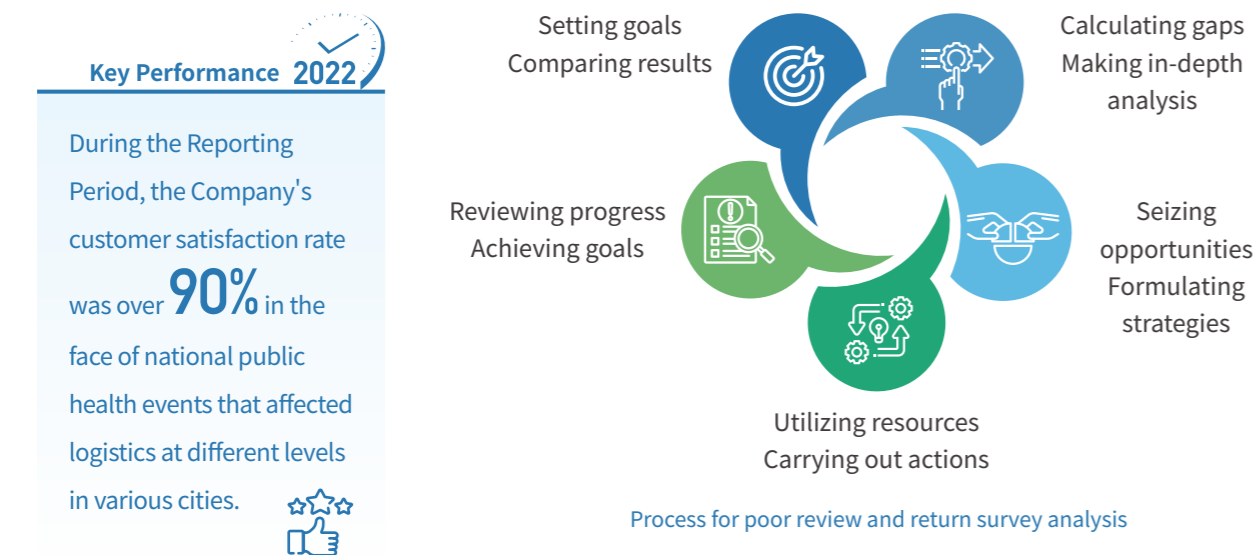 Key Performance 2022
During the Reporting
Period, the Company's
customer satisfaction rate
was over 90% in the
face of national public
health events that affected
logistics at different levels
in various cities.
Setting goals
Comparing results
Calculating gaps
Making in-depth
analysis
Reviewing progress
Achieving goals
Seizing
opportunities
Formulating
strategies
Utilizing resources
Carrying out actions
Process for poor review and return survey analysis